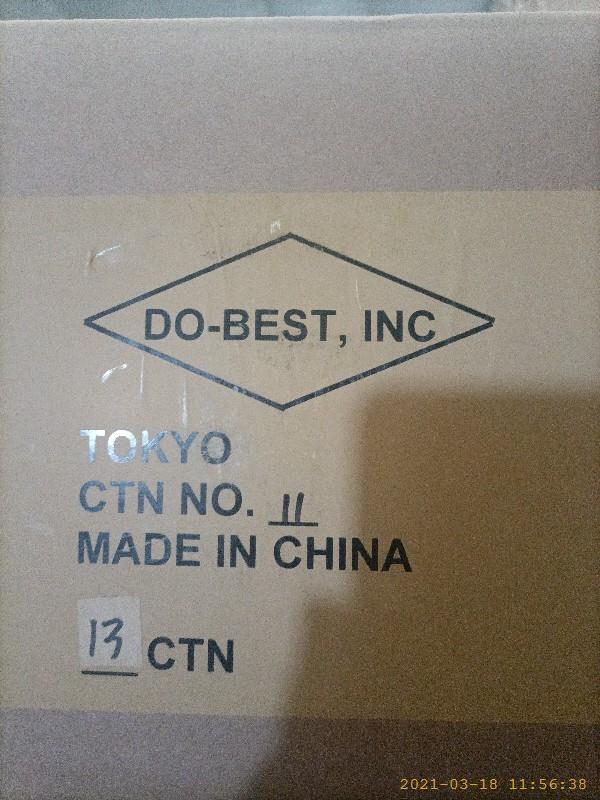 DO-BEST, INC
TOKYO
CTN NO. 11
MADE IN CHINA
13 CTN
2021-03-18 11:56:38